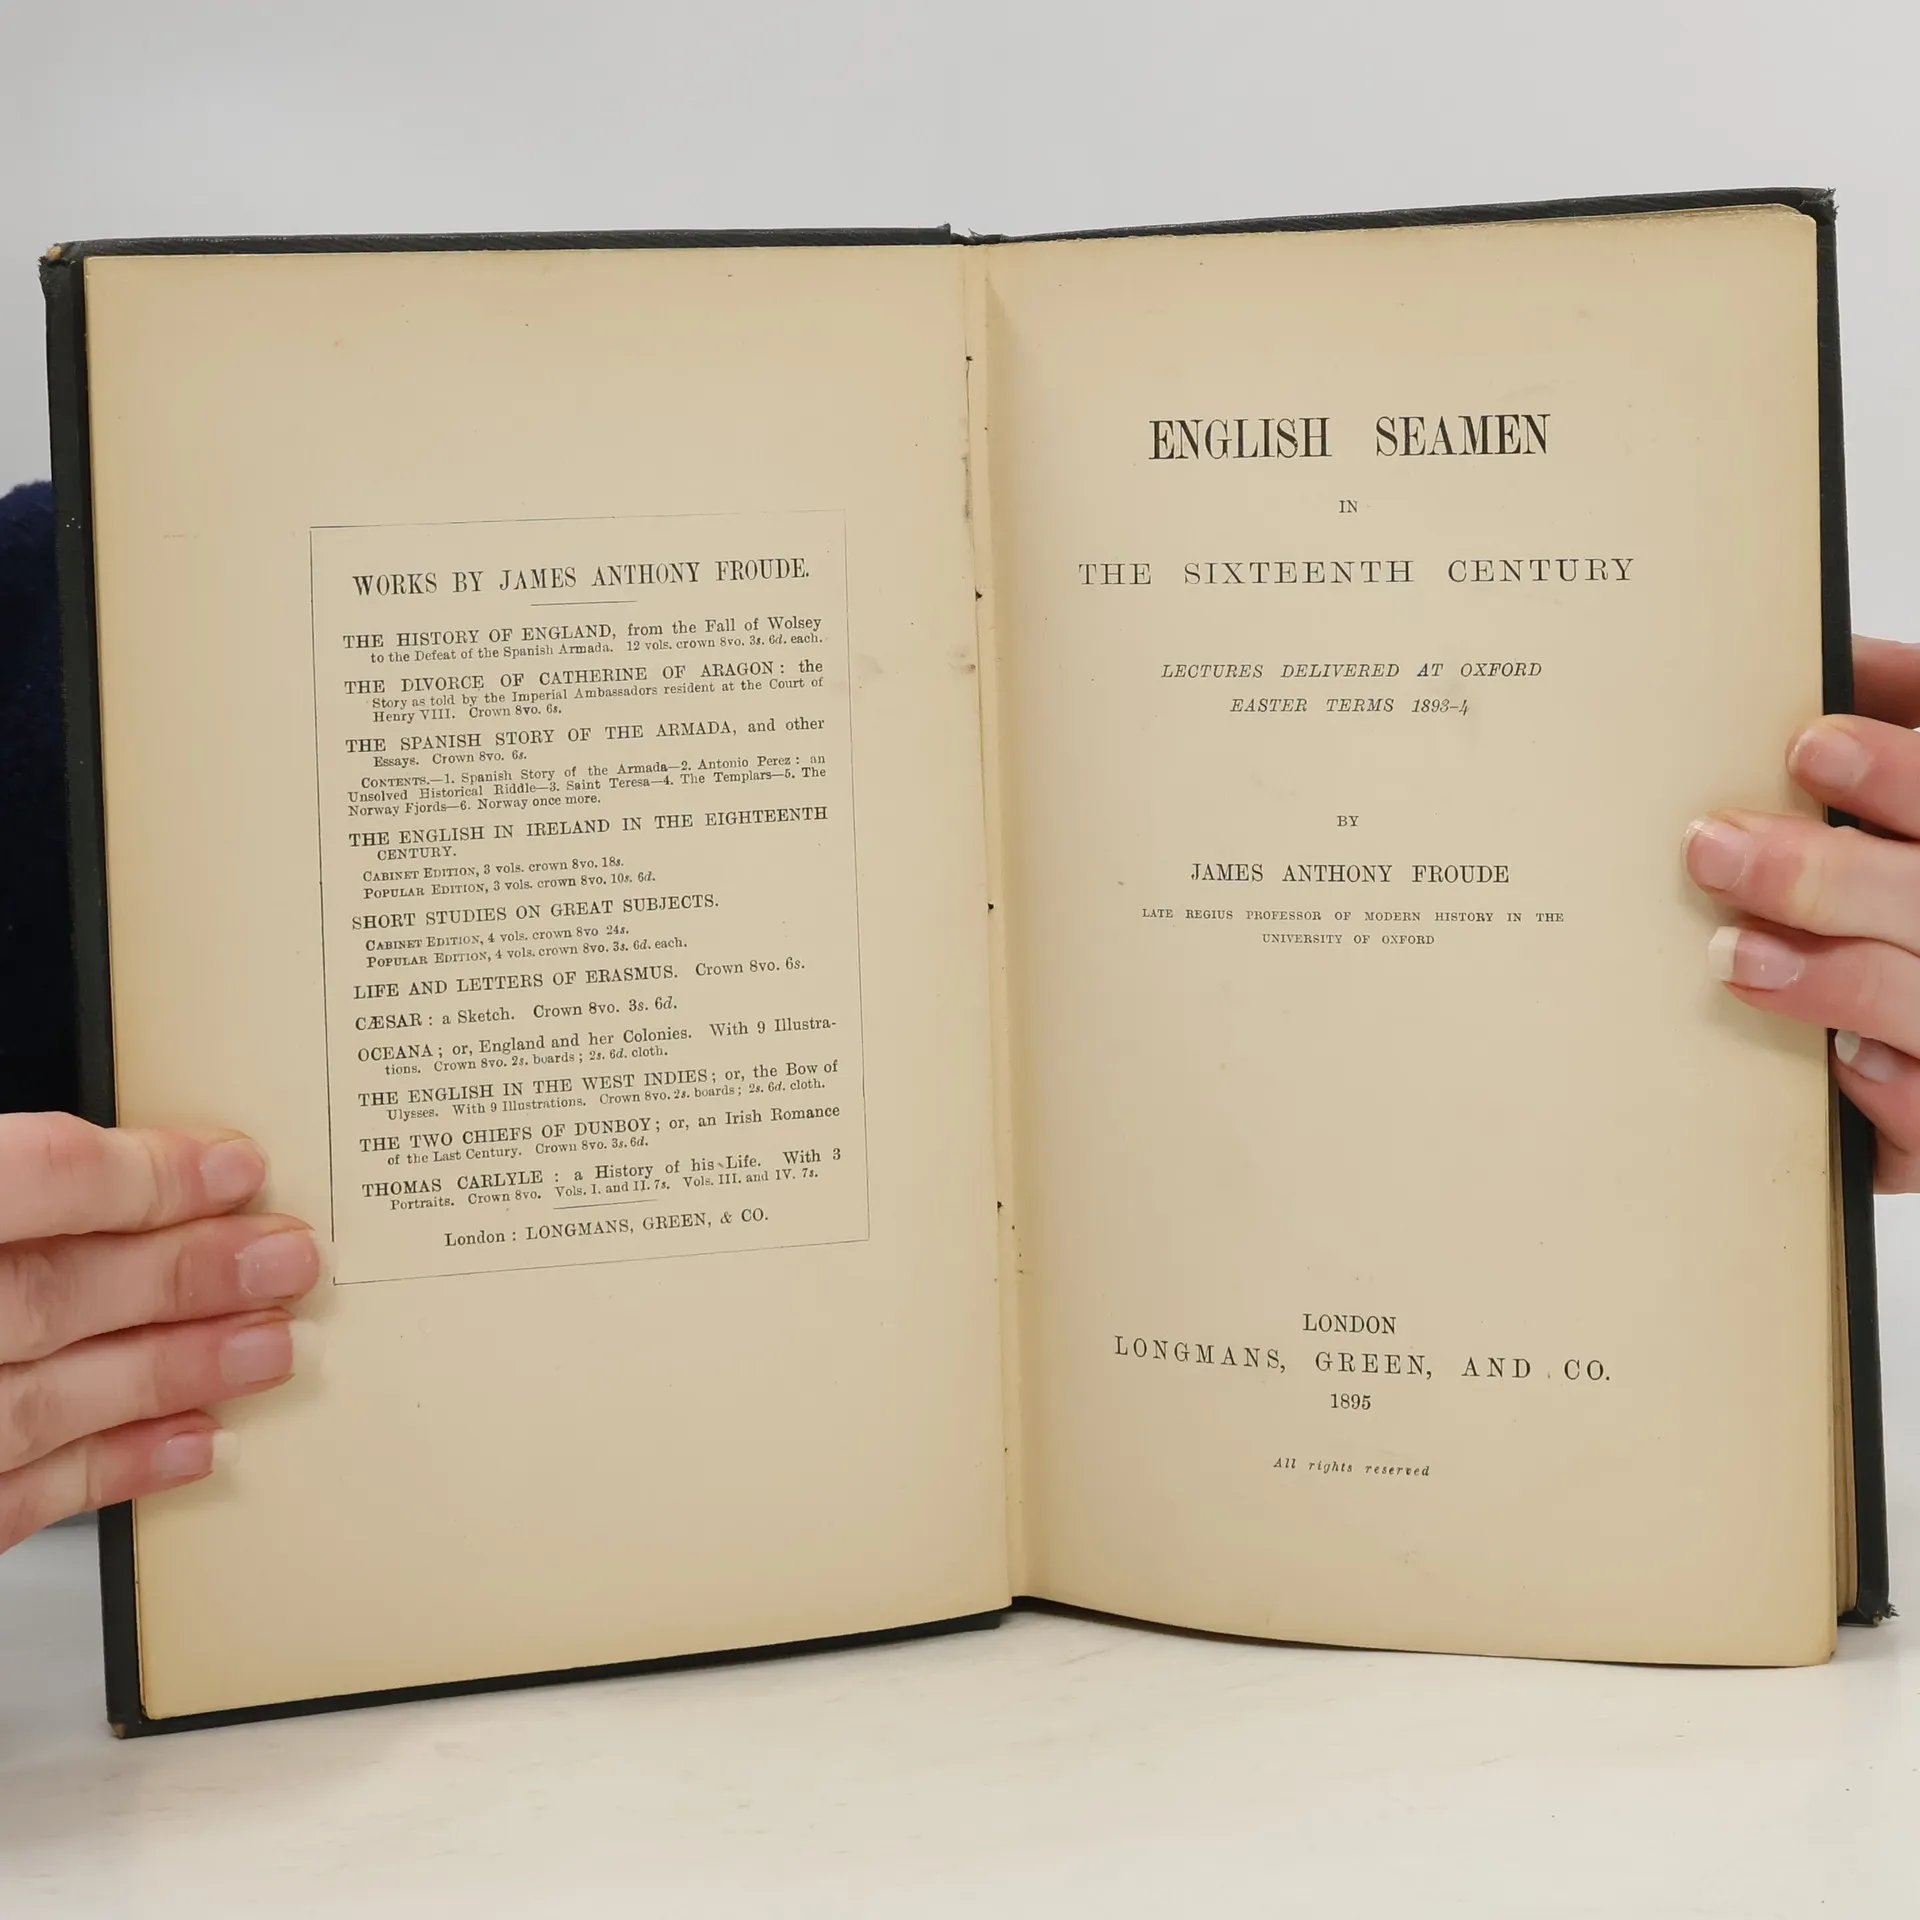 WORKS BY JAMES ANTHONY FROUDE.
THE HISTORY OF ENGLAND, from the Fall of Wolsey
to the Defeat of the Spanish Armada. 12 vols. crown 8vo. 3s. 6d. each.
THE DIVORCE OF CATHERINE OF ARAGON: the
Story as told by the Imperial Ambassadors resident at the Court of
Henry VIII. Crown 8vo. 6s.
THE SPANISH STORY OF THE ARMADA, and other
Essays. Crown 8vo. 6s.
CONTENTS.—1. Spanish Story of the Armada—2. Antonio Perez: an
Unsolved Historical Riddle—3. Saint Teresa—4. The Templars—5. The
Norway Fjords—6. Norway once more.
THE ENGLISH IN IRELAND IN THE EIGHTEENTH
CENTURY.
CABINET EDITION, 3 vols. crown 8vo. 18s.
POPULAR EDITION, 3 vols. crown 8vo. 10s. 6d.
SHORT STUDIES ON GREAT SUBJECTS.
CABINET EDITION, 4 vols. crown 8vo 24s.
POPULAR EDITION, 4 vols. crown 8vo. 3s. 6d. each.
LIFE AND LETTERS OF ERASMUS. Crown 8vo. 6s.
CÆSAR: a Sketch. Crown 8vo. 3s. 6d.
OCEANA; or, England and her Colonies. With 9 Illustra-
tions. Crown 8vo. 2s. boards; 2s. 6d. cloth.
THE ENGLISH IN THE WEST INDIES; or, the Bow of
Ulysses. With 9 Illustrations. Crown 8vo. 2s. boards; 2s. 6d. cloth.
THE TWO CHIEFS OF DUNBOY; or, an Irish Romance
of the Last Century. Crown 8vo. 3s. 6d.
THOMAS CARLYLE: a History of his Life. With 3
Portraits. Crown 8vo. Vols. I. and II. 7s. Vols. III. and IV. 7s.
London: LONGMANS, GREEN, & CO.
ENGLISH SEAMEN
IN
THE SIXTEENTH CENTURY
LECTURES DELIVERED AT OXFORD
EASTER TERMS 1893-4
BY
JAMES ANTHONY FROUDE
LATE REGIUS PROFESSOR OF MODERN HISTORY IN THE
UNIVERSITY OF OXFORD
LONDON
LONGMANS, GREEN, AND CO.
1895
All rights reserved